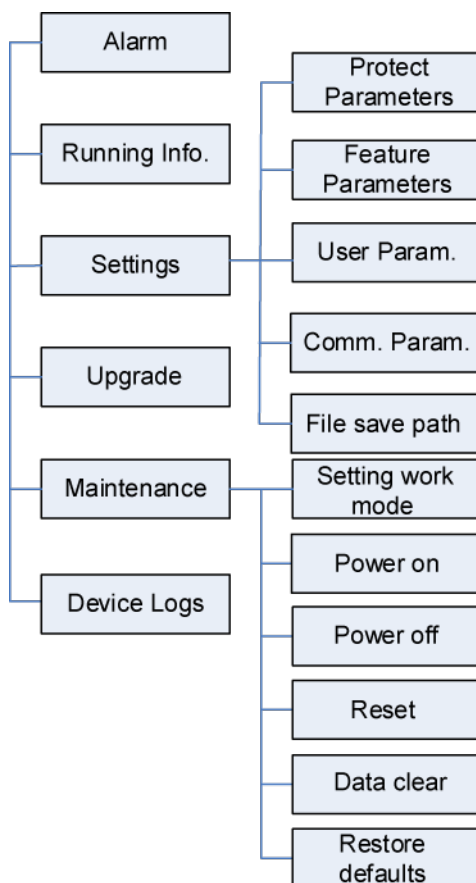 Alarm
Running Info.
Settings
Upgrade
Maintenance
Device Logs
Protect
Parameters
Feature
Parameters
User Param.
Comm. Param.
File save path
Setting work
mode
Power on
Power off
Reset
Data clear
Restore
defaults